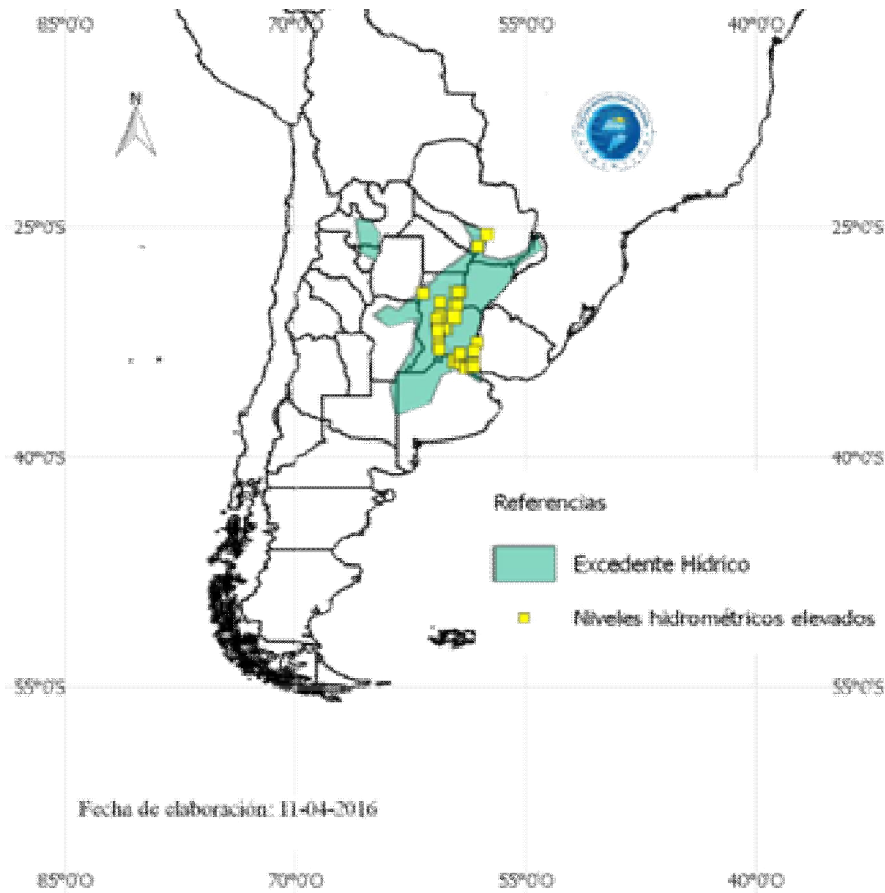 85°0'O 70°0'O 55°0'O 40°0'O
N
25°0'S 25°0'S
40°0'S 40°0'S
Referencias
Excedente Hídrico
Niveles hidrométricos elevados
55°0'S 55°0'S
Fecha de elaboración: 11-04-2016
85°0'O 70°0'O 55°0'O 40°0'O